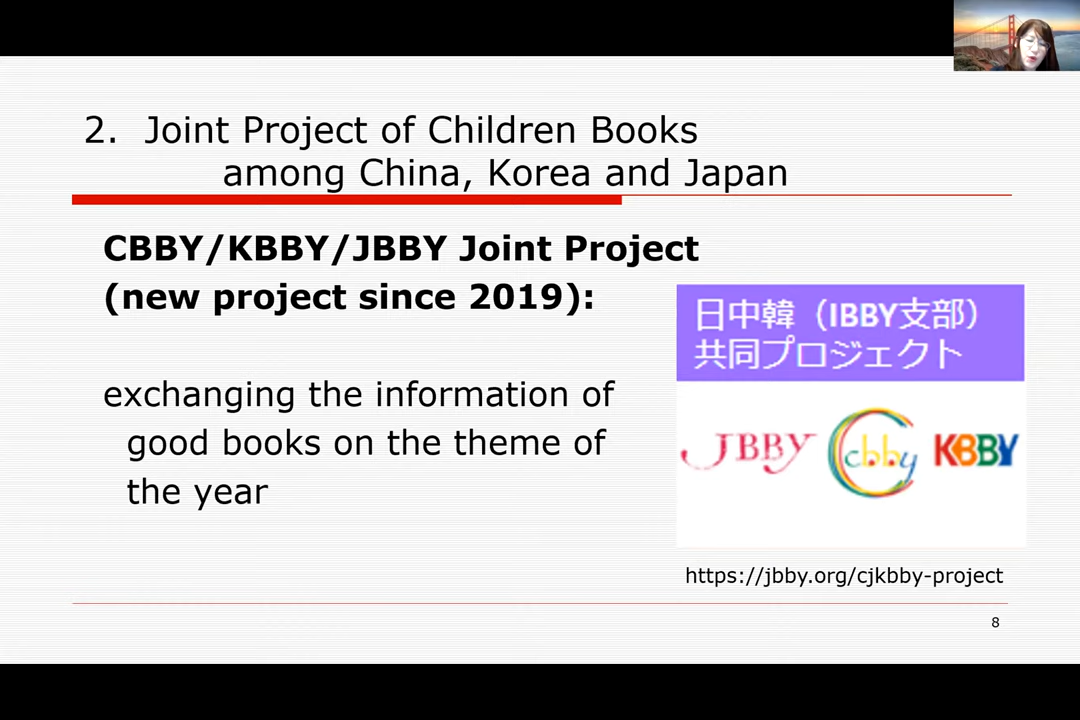 2. Joint Project of Children Books
among China, Korea and Japan
CBBY/KBBY/JBBY Joint Project
(new project since 2019):
exchanging the information of
good books on the theme of
the year
日中韓（IBBY支部）
共同プロジェクト
JBBY cbby KBBY
https://jbby.org/cjkbby-project
8